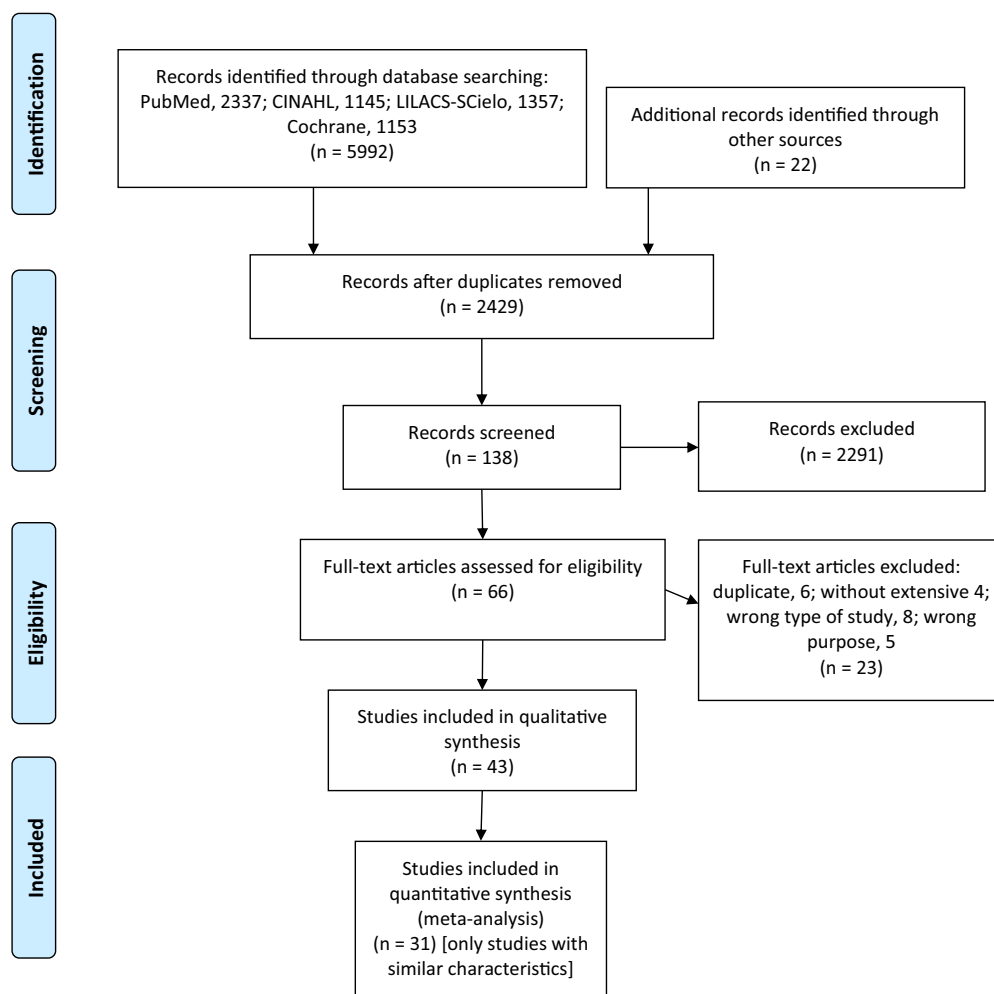 Identification
Records identified through database searching:
PubMed, 2337; CINAHL, 1145; LILACS-SCielo, 1357;
Cochrane, 1153
(n = 5992)
Additional records identified through
other sources
(n = 22)
Screening
Records after duplicates removed
(n = 2429)
Records screened
(n = 138)
Records excluded
(n = 2291)
Eligibility
Full-text articles assessed for eligibility
(n = 66)
Full-text articles excluded:
duplicate, 6; without extensive 4;
wrong type of study, 8; wrong
purpose, 5
(n = 23)
Studies included in qualitative
synthesis
(n = 43)
Included
Studies included in
quantitative synthesis
(meta-analysis)
(n = 31) [only studies with
similar characteristics]